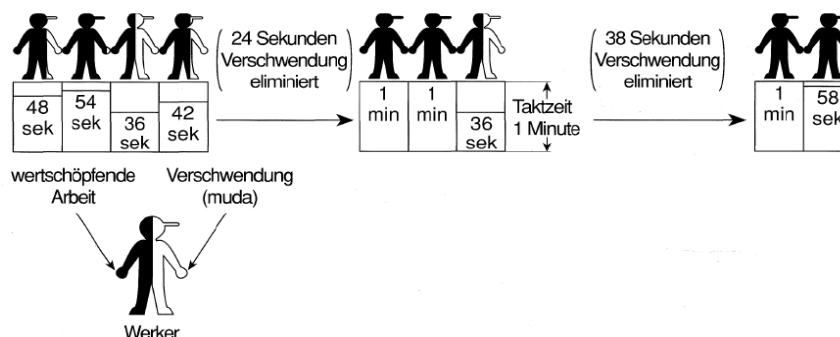 24 Sekunden
Verschwendung
eliminiert
38 Sekunden
Verschwendung
eliminiert
48
sek
54
sek
36
sek
42
sek
1
min
1
min
36
sek
Taktzeit
1 Minute
1
min
58
sek
wertschöpfende
Arbeit
Verschwendung
(muda)
Werker